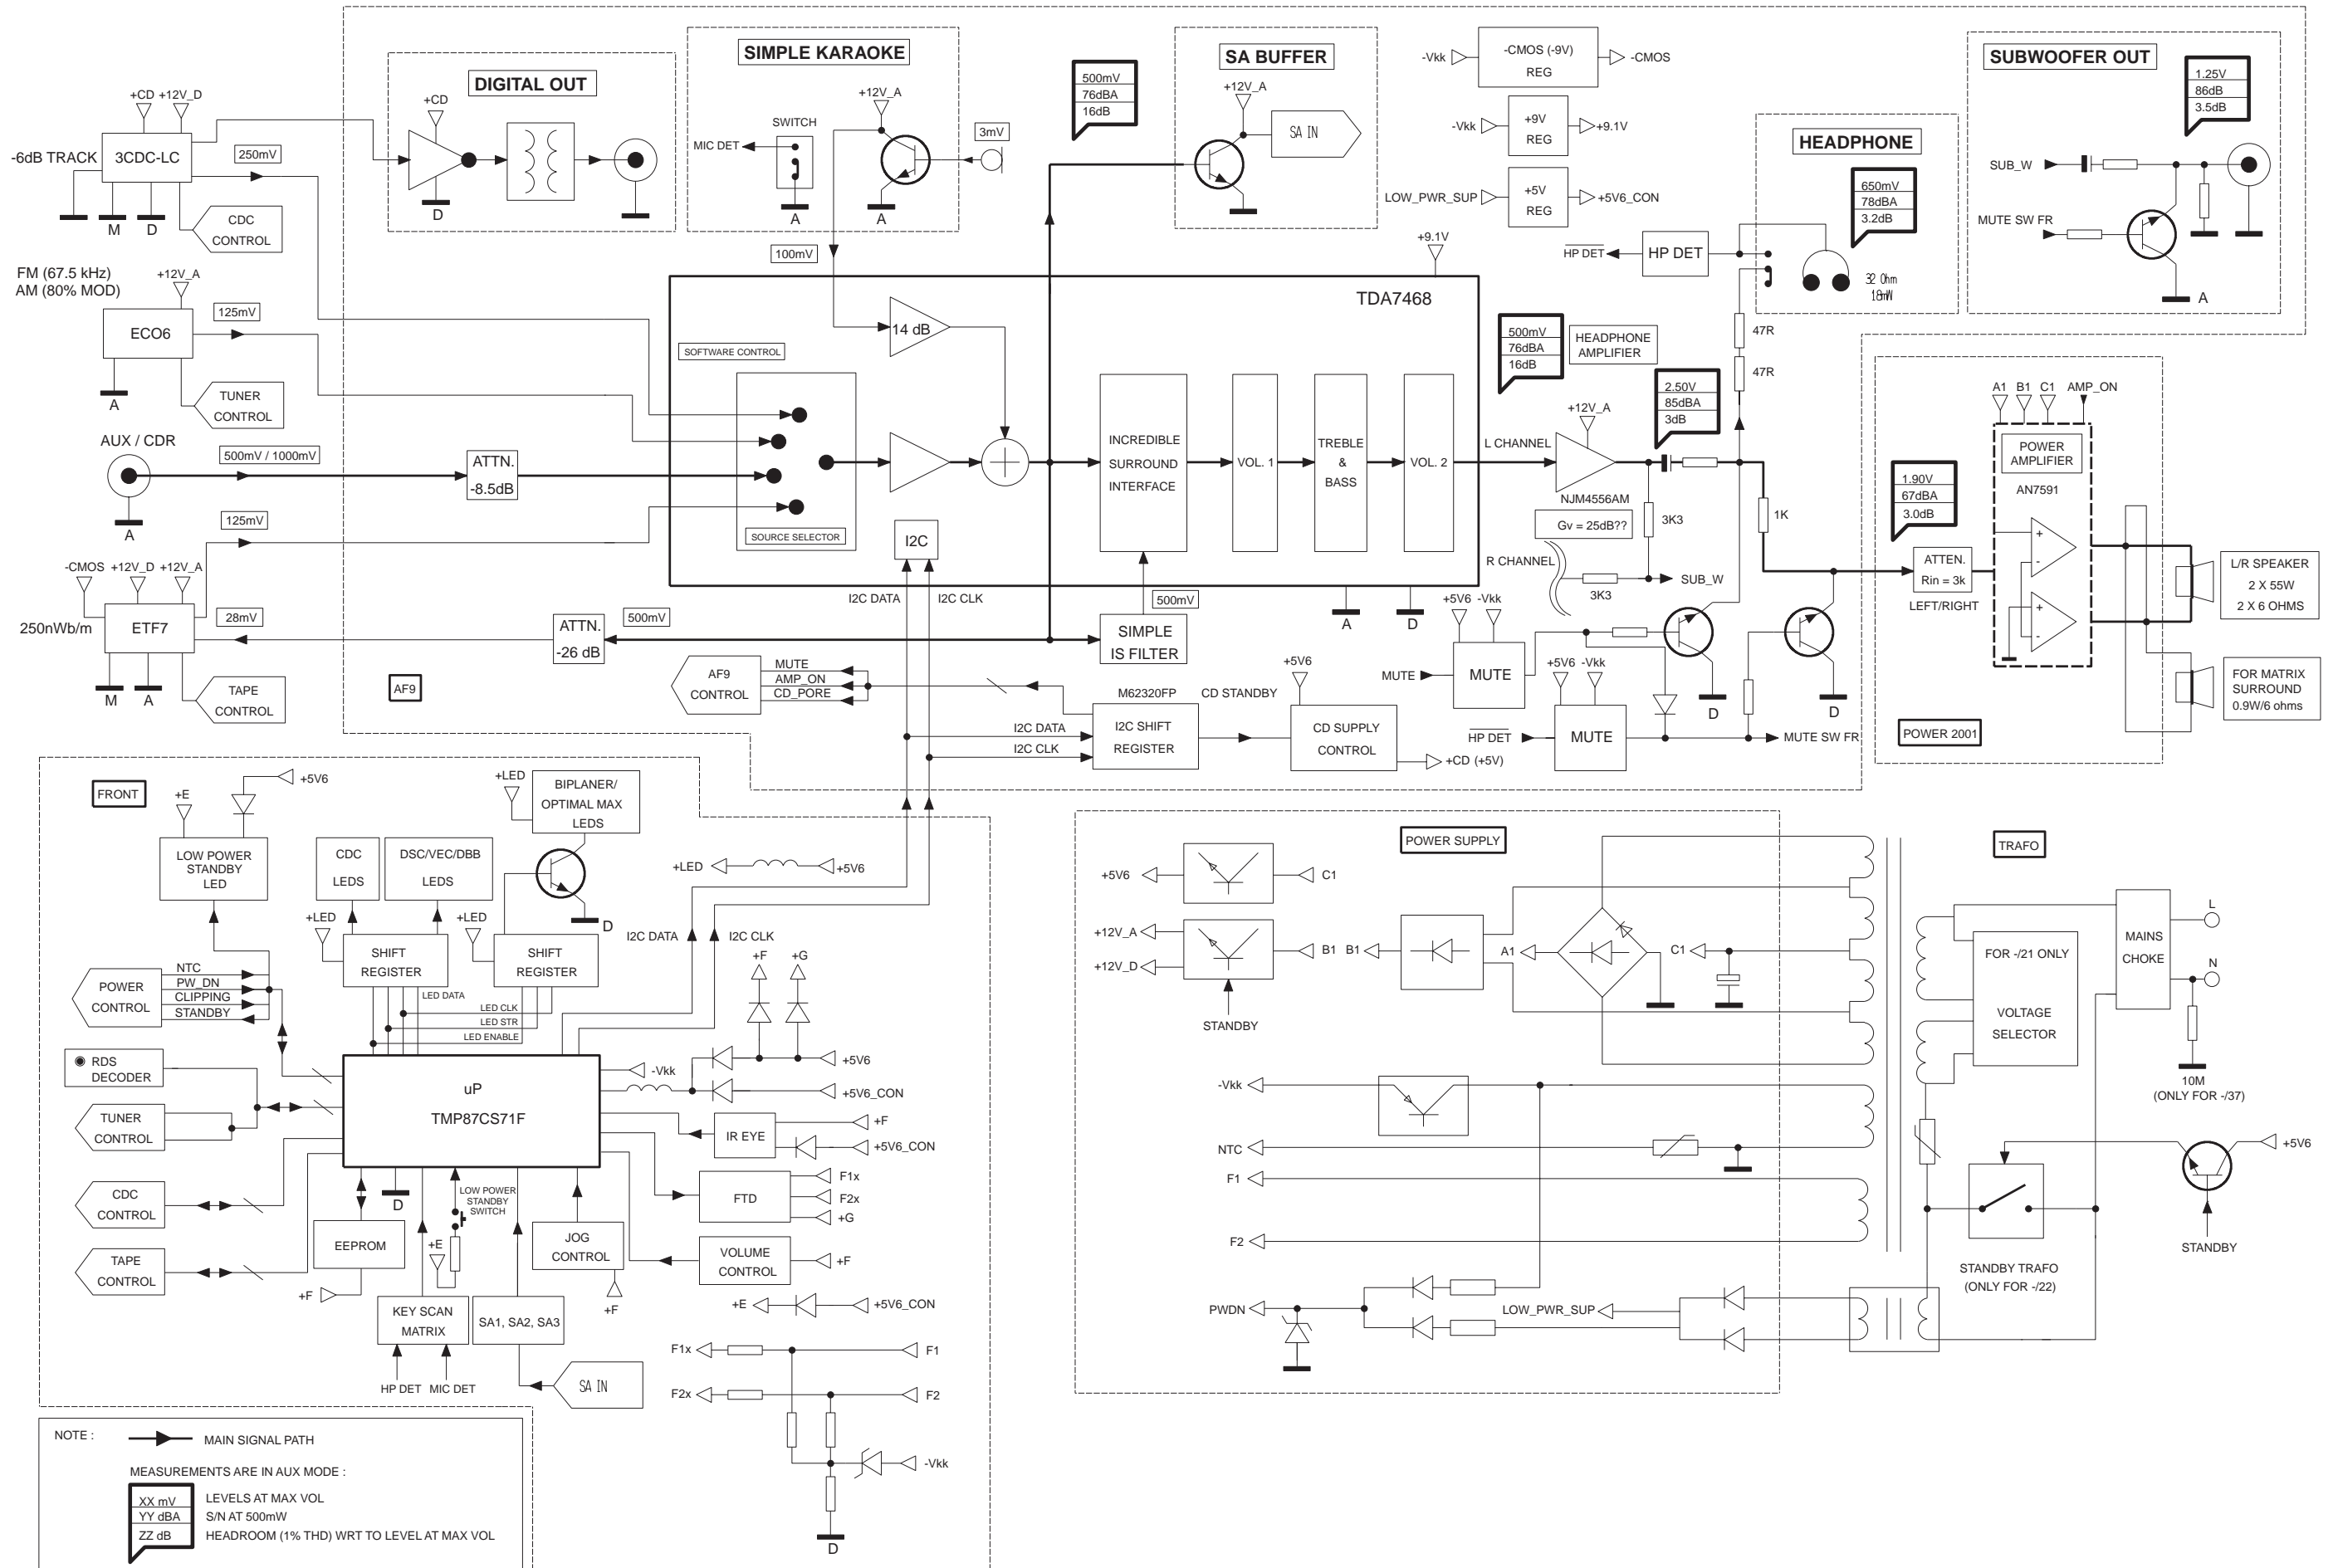 DIGITAL OUT
+CD
D
SIMPLE KARAOKE
+12V_A
SWITCH
MIC DET
A
A
3mV
100mV
500mV
76dBA
16dB
SA BUFFER
+12V_A
SA IN
-Vkk
-CMOS (-9V)
REG
-CMOS
-Vkk
+9V
REG
+9.1V
LOW_PWR_SUP
+5V
REG
+5V6_CON
+9.1V
HEADPHONE
650mV
78dBA
3.2dB
HP DET
HP DET
32 Ohm
18mW
47R
47R
SUBWOOFER OUT
1.25V
86dB
3.5dB
SUB_W
MUTE SW FR
A
+CD
+12V_D
-6dB TRACK
3CDC-LC
250mV
M
D
CDC
CONTROL
FM (67.5 kHz)
AM (80% MOD)
+12V_A
ECO6
125mV
A
TUNER
CONTROL
AUX / CDR
500mV / 1000mV
A
ATTN.
-8.5dB
125mV
-CMOS
+12V_D
+12V_A
250nWb/m
ETF7
28mV
M
A
TAPE
CONTROL
ATTN.
-26 dB
500mV
AF9
TDA7468
14 dB
SOFTWARE CONTROL
SOURCE SELECTOR
I2C
I2C DATA
I2C CLK
INCREDIBLE
SURROUND
INTERFACE
VOL. 1
TREBLE
&
BASS
VOL. 2
A
D
500mV
SIMPLE
IS FILTER
500mV
76dBA
16dB
HEADPHONE
AMPLIFIER
2.50V
85dBA
3dB
+12V_A
L CHANNEL
NJM4556AM
Gv = 25dB??
R CHANNEL
3K3
3K3
SUB_W
1K
+5V6
-Vkk
MUTE
MUTE
+5V6
-Vkk
HP DET
MUTE
MUTE SW FR
D
D
AF9
CONTROL
MUTE
AMP_ON
CD_PORE
M62320FP
I2C DATA
I2C CLK
I2C SHIFT
REGISTER
CD STANDBY
+5V6
CD SUPPLY
CONTROL
+CD (+5V)
A1
B1
C1
AMP_ON
POWER
AMPLIFIER
AN7591
1.90V
67dBA
3.0dB
ATTEN.
Rin = 3k
LEFT/RIGHT
+
-
+
-
L/R SPEAKER
2 X 55W
2 X 6 OHMS
FOR MATRIX
SURROUND
0.9W/6 ohms
POWER 2001
FRONT
+E
+5V6
LOW POWER
STANDBY
LED
CDC
LEDS
DSC/VEC/DBB
LEDS
+LED
BIPLANER/
OPTIMAL MAX
LEDS
+LED
+LED
SHIFT
REGISTER
SHIFT
REGISTER
D
+LED
+5V6
I2C DATA
I2C CLK
POWER
CONTROL
NTC
PW_DN
CLIPPING
STANDBY
LED DATA
LED CLK
LED STR
LED ENABLE
+F
+G
RDS
DECODER
TUNER
CONTROL
CDC
CONTROL
TAPE
CONTROL
uP
TMP87CS71F
-Vkk
+5V6
+5V6_CON
IR EYE
+F
+5V6_CON
FTD
F1x
F2x
+G
VOLUME
CONTROL
+F
+E
+5V6_CON
D
EEPROM
+F
LOW POWER
STANDBY
SWITCH
+E
KEY SCAN
MATRIX
HP DET
MIC DET
SA1, SA2, SA3
JOG
CONTROL
+F
SA IN
F1x
F1
F2x
F2
-Vkk
D
POWER SUPPLY
+5V6
C1
+12V_A
+12V_D
B1
STANDBY
B1
A1
C1
-Vkk
NTC
F1
F2
PWDN
LOW_PWR_SUP
TRAFO
FOR -/21 ONLY
VOLTAGE
SELECTOR
MAINS
CHOKE
L
N
10M
(ONLY FOR -/37)
+5V6
STANDBY
STANDBY TRAFO
(ONLY FOR -/22)
NOTE :
MAIN SIGNAL PATH
MEASUREMENTS ARE IN AUX MODE :
XX mV
LEVELS AT MAX VOL
YY dBA
S/N AT 500mW
ZZ dB
HEADROOM (1% THD) WRT TO LEVEL AT MAX VOL